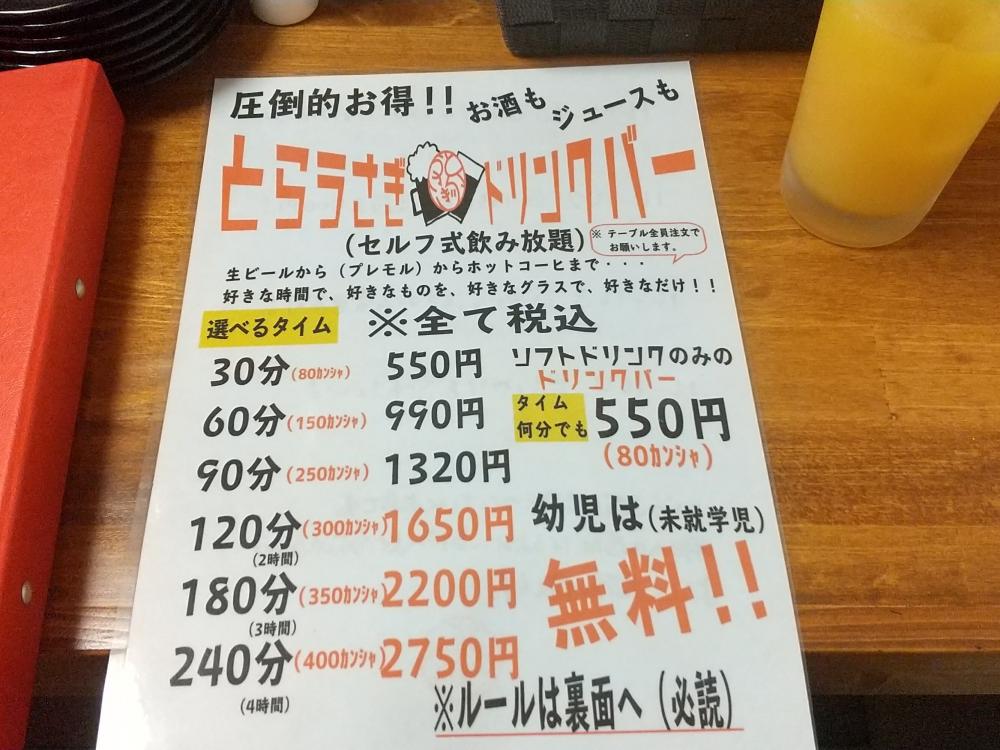 圧倒的お得!! お酒も ジュースも
とらうさぎ ドリンクバー
(セルフ式飲み放題)
※ テーブル全員注文で
お願いします。
生ビールから(プレモル)からホットコーヒまで・・・
好きな時間で、好きなものを、好きなグラスで、好きなだけ!!
選べるタイム ※全て税込
30分(80カンシャ) 550円
60分(150カンシャ) 990円
90分(250カンシャ) 1320円
120分(300カンシャ) 1650円
(2時間)
180分(350カンシャ) 2200円
(3時間)
240分(400カンシャ) 2750円
(4時間)
ソフトドリンクのみの
ドリンクバー
タイム
何分でも 550円
(80カンシャ)
幼児は(未就学児)
無料!!
※ルールは裏面へ(必読)